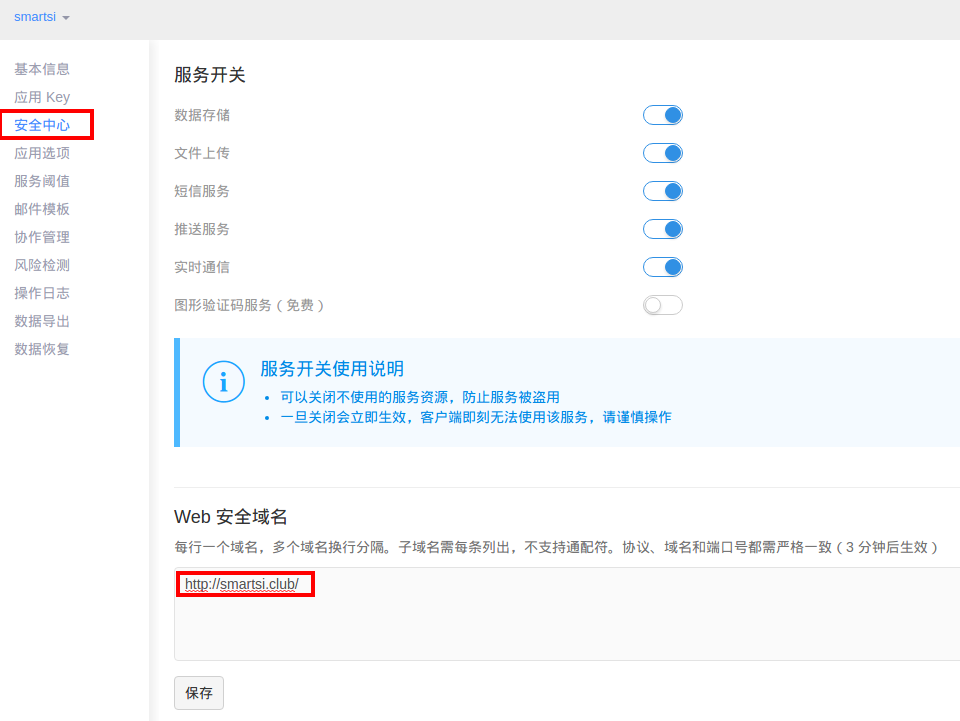 smartsi
基本信息
应用 Key
安全中心
应用选项
服务阈值
邮件模板
协作管理
风险检测
操作日志
数据导出
数据恢复
服务开关
数据存储
文件上传
短信服务
推送服务
实时通信
图形验证码服务（免费）
服务开关使用说明
可以关闭不使用的服务资源，防止服务被盗用
一旦关闭会立即生效，客户端即刻无法使用该服务，请谨慎操作
Web 安全域名
每行一个域名，多个域名换行分隔。子域名需每条列出，不支持通配符。协议、域名和端口号都需严格一致（3 分钟后生效）
http://smartsi.club/
保存